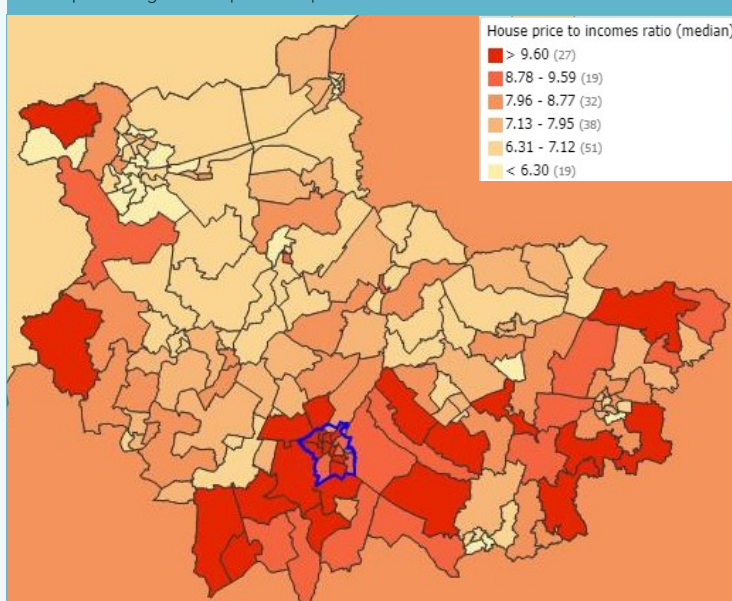 House price to incomes ratio (median)
> 9.60 (27)
8.78 - 9.59 (19)
7.96 - 8.77 (32)
7.13 - 7.95 (38)
6.31 - 7.12 (51)
< 6.30 (19)